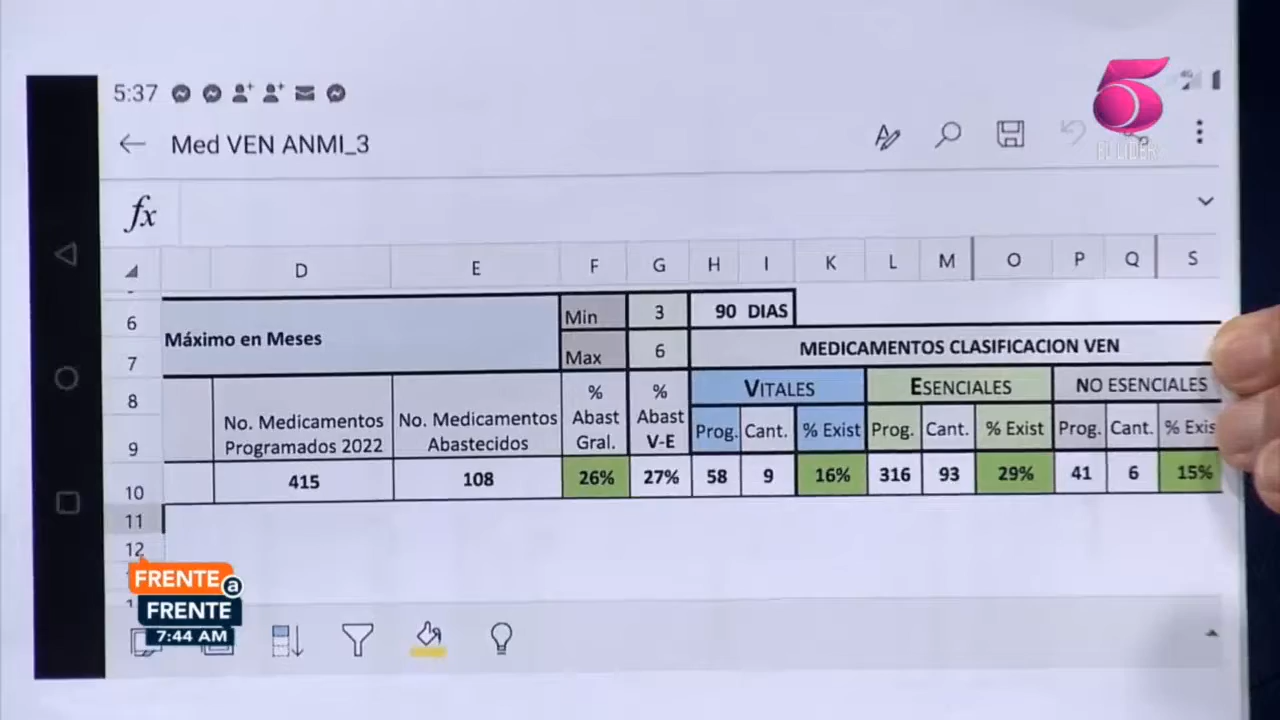 5:37
5
EL LIDER
Med VEN ANMI_3
fx
D E F G H I K L M O P Q S
6 Min 3 90 DIAS
Máximo en Meses
7 Max 6 MEDICAMENTOS CLASIFICACION VEN
8 % % VITALES ESENCIALES NO ESENCIALES
No. Medicamentos No. Medicamentos Abast Abast Prog. Cant. % Exist Prog. Cant. % Exist Prog. Cant. % Exis
9 Programados 2022 Abastecidos Gral. V-E
10 415 108 26% 27% 58 9 16% 316 93 29% 41 6 15%
11
12
FRENTE a
FRENTE
7:44 AM